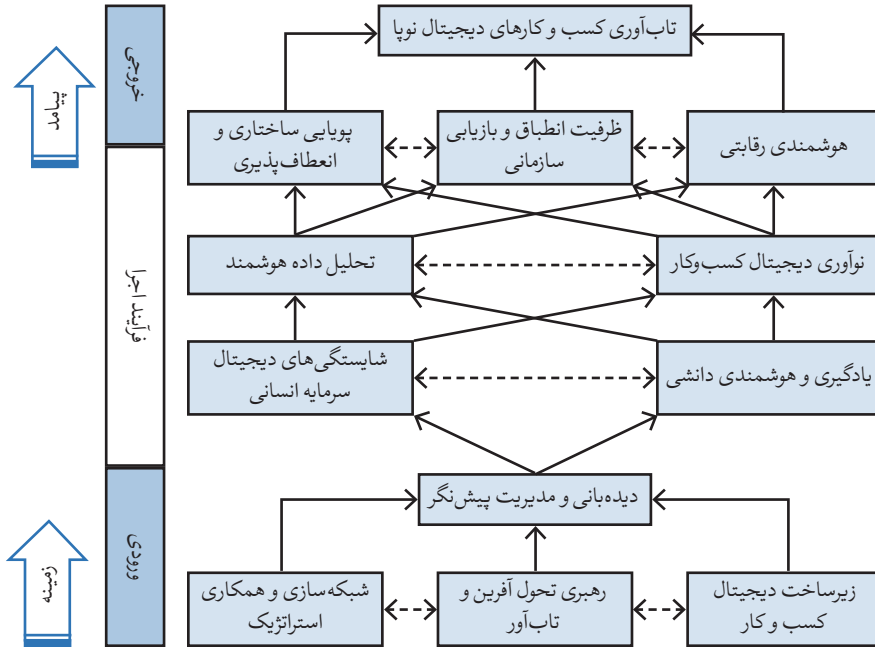 تاب‌آوری کسب و کارهای دیجیتال نوپا
هوشمندی رقابتی
ظرفیت انطباق و بازیابی
سازمانی
پویایی ساختاری و
انعطاف‌پذیری
نوآوری دیجیتال کسب‌وکار
تحلیل داده هوشمند
یادگیری و هوشمندی دانشی
شایستگی‌های دیجیتال
سرمایه انسانی
دیده‌بانی و مدیریت پیش‌نگر
زیرساخت دیجیتال
کسب و کار
رهبری تحول آفرین و
تاب‌آور
شبکه‌سازی و همکاری
استراتژیک
خروجی
فرآیند اجرا
ورودی
پیامد
زمینه